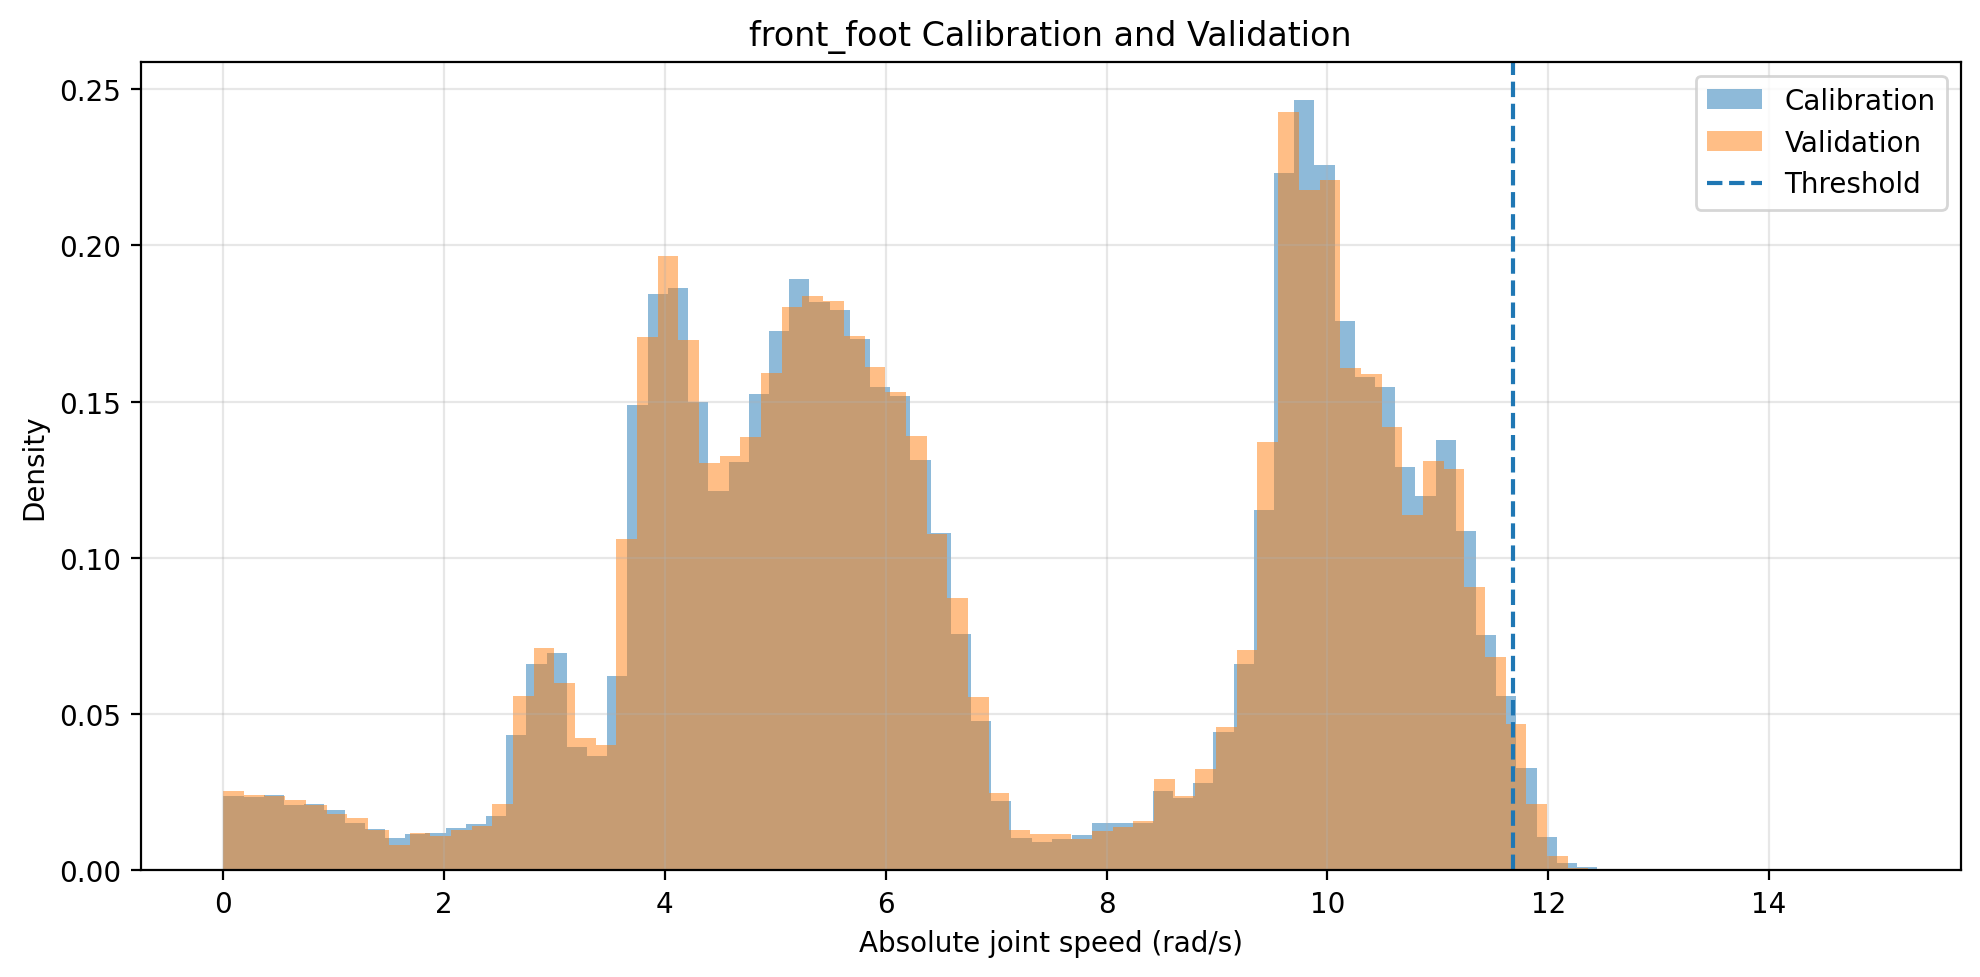 front_foot Calibration and Validation
Calibration
Validation
Threshold
Density
0.25
0.20
0.15
0.10
0.05
0.00
0 2 4 6 8 10 12 14
Absolute joint speed (rad/s)